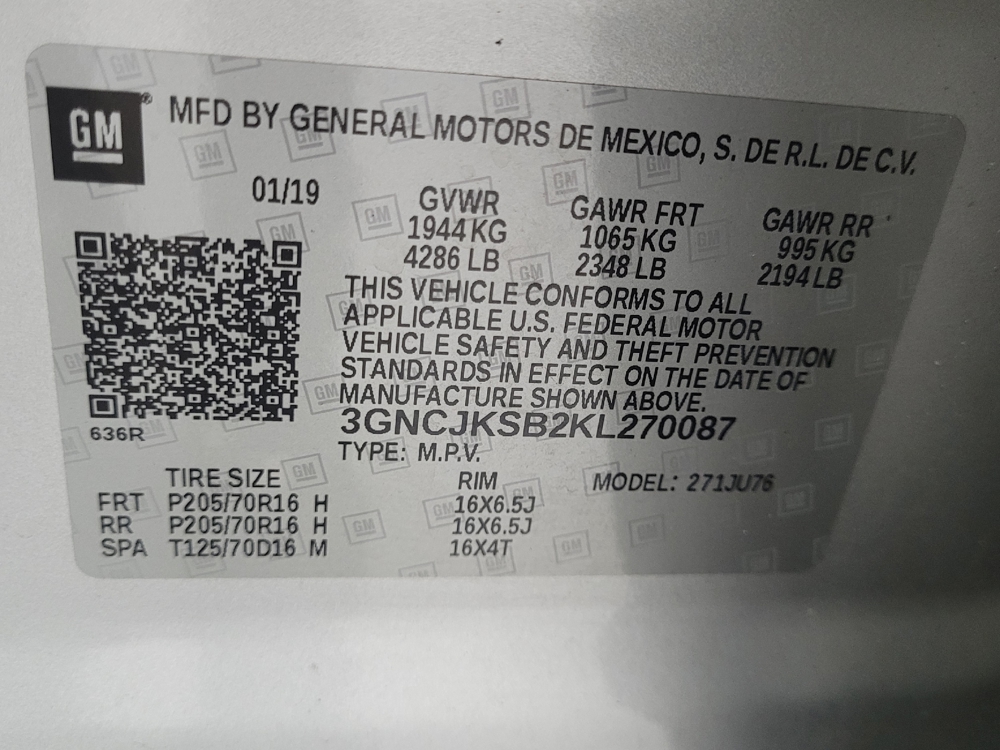 GM® MFD BY GENERAL MOTORS DE MEXICO, S. DE R.L. DE C.V.
01/19 GVWR GAWR FRT GAWR RR
1944 KG 1065 KG 995 KG
4286 LB 2348 LB 2194 LB
THIS VEHICLE CONFORMS TO ALL
APPLICABLE U.S. FEDERAL MOTOR
VEHICLE SAFETY AND THEFT PREVENTION
STANDARDS IN EFFECT ON THE DATE OF
MANUFACTURE SHOWN ABOVE.
3GNCJKSB2KL270087
636R
TYPE: M.P.V.
TIRE SIZE RIM MODEL: 271JU76
FRT P205/70R16 H 16X6.5J
RR P205/70R16 H 16X6.5J
SPA T125/70D16 M 16X4T